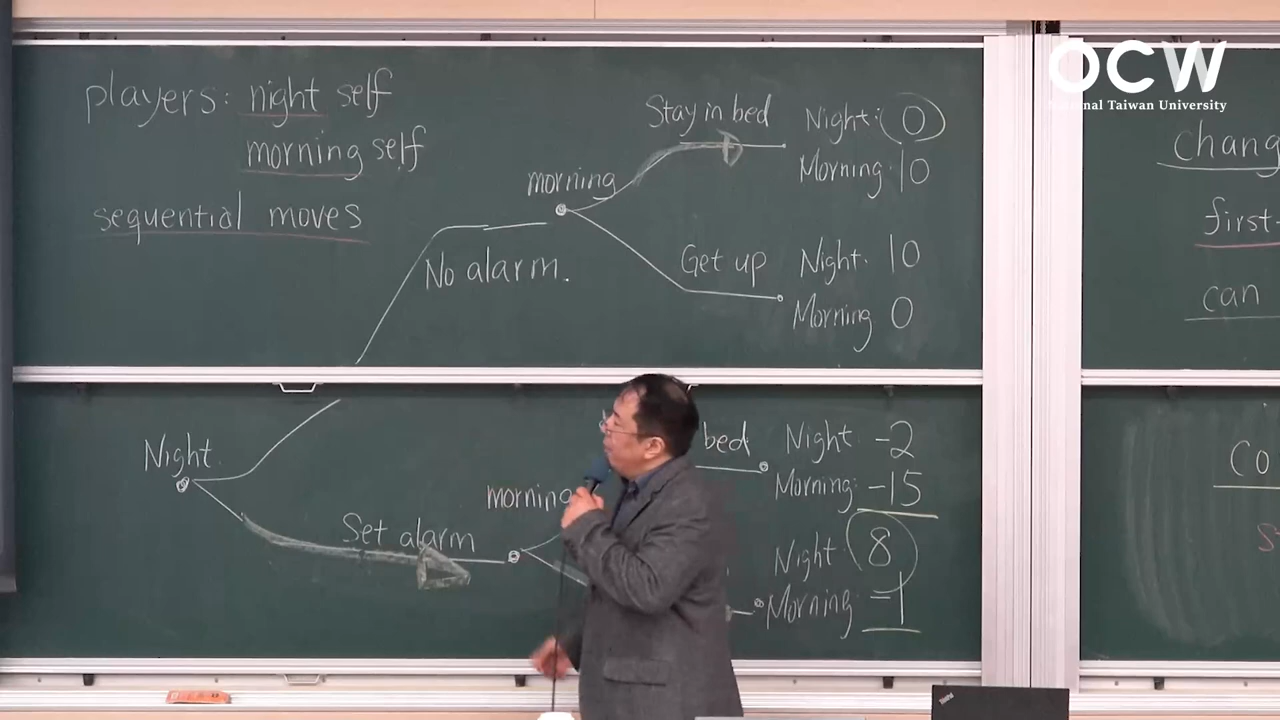 OCW
National Taiwan University
players: night self
morning self
sequential moves
morning
Stay in bed
Night: 0
Morning 10
No alarm.
Get up
Night. 10
Morning 0
Night.
Set alarm
morning
bed
Night -2
Morning: -15
Night: 8
Morning: -1
chang
first-
can
Co
ThinkPad